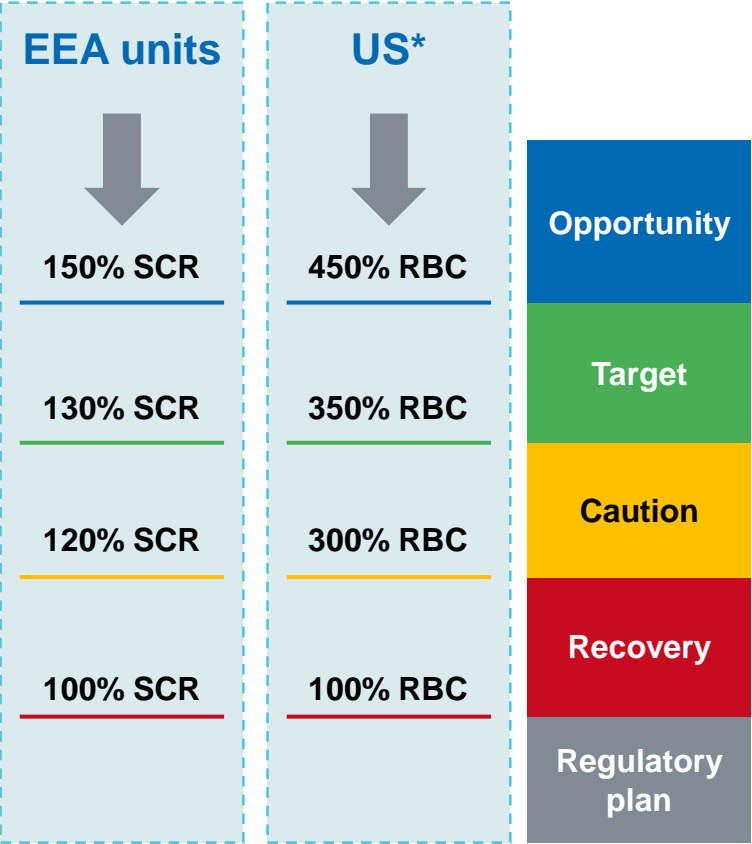 EEA units
US*
150% SCR
450% RBC
Opportunity
130% SCR
350% RBC
Target
120% SCR
300% RBC
Caution
100% SCR
100% RBC
Recovery
Regulatory
plan